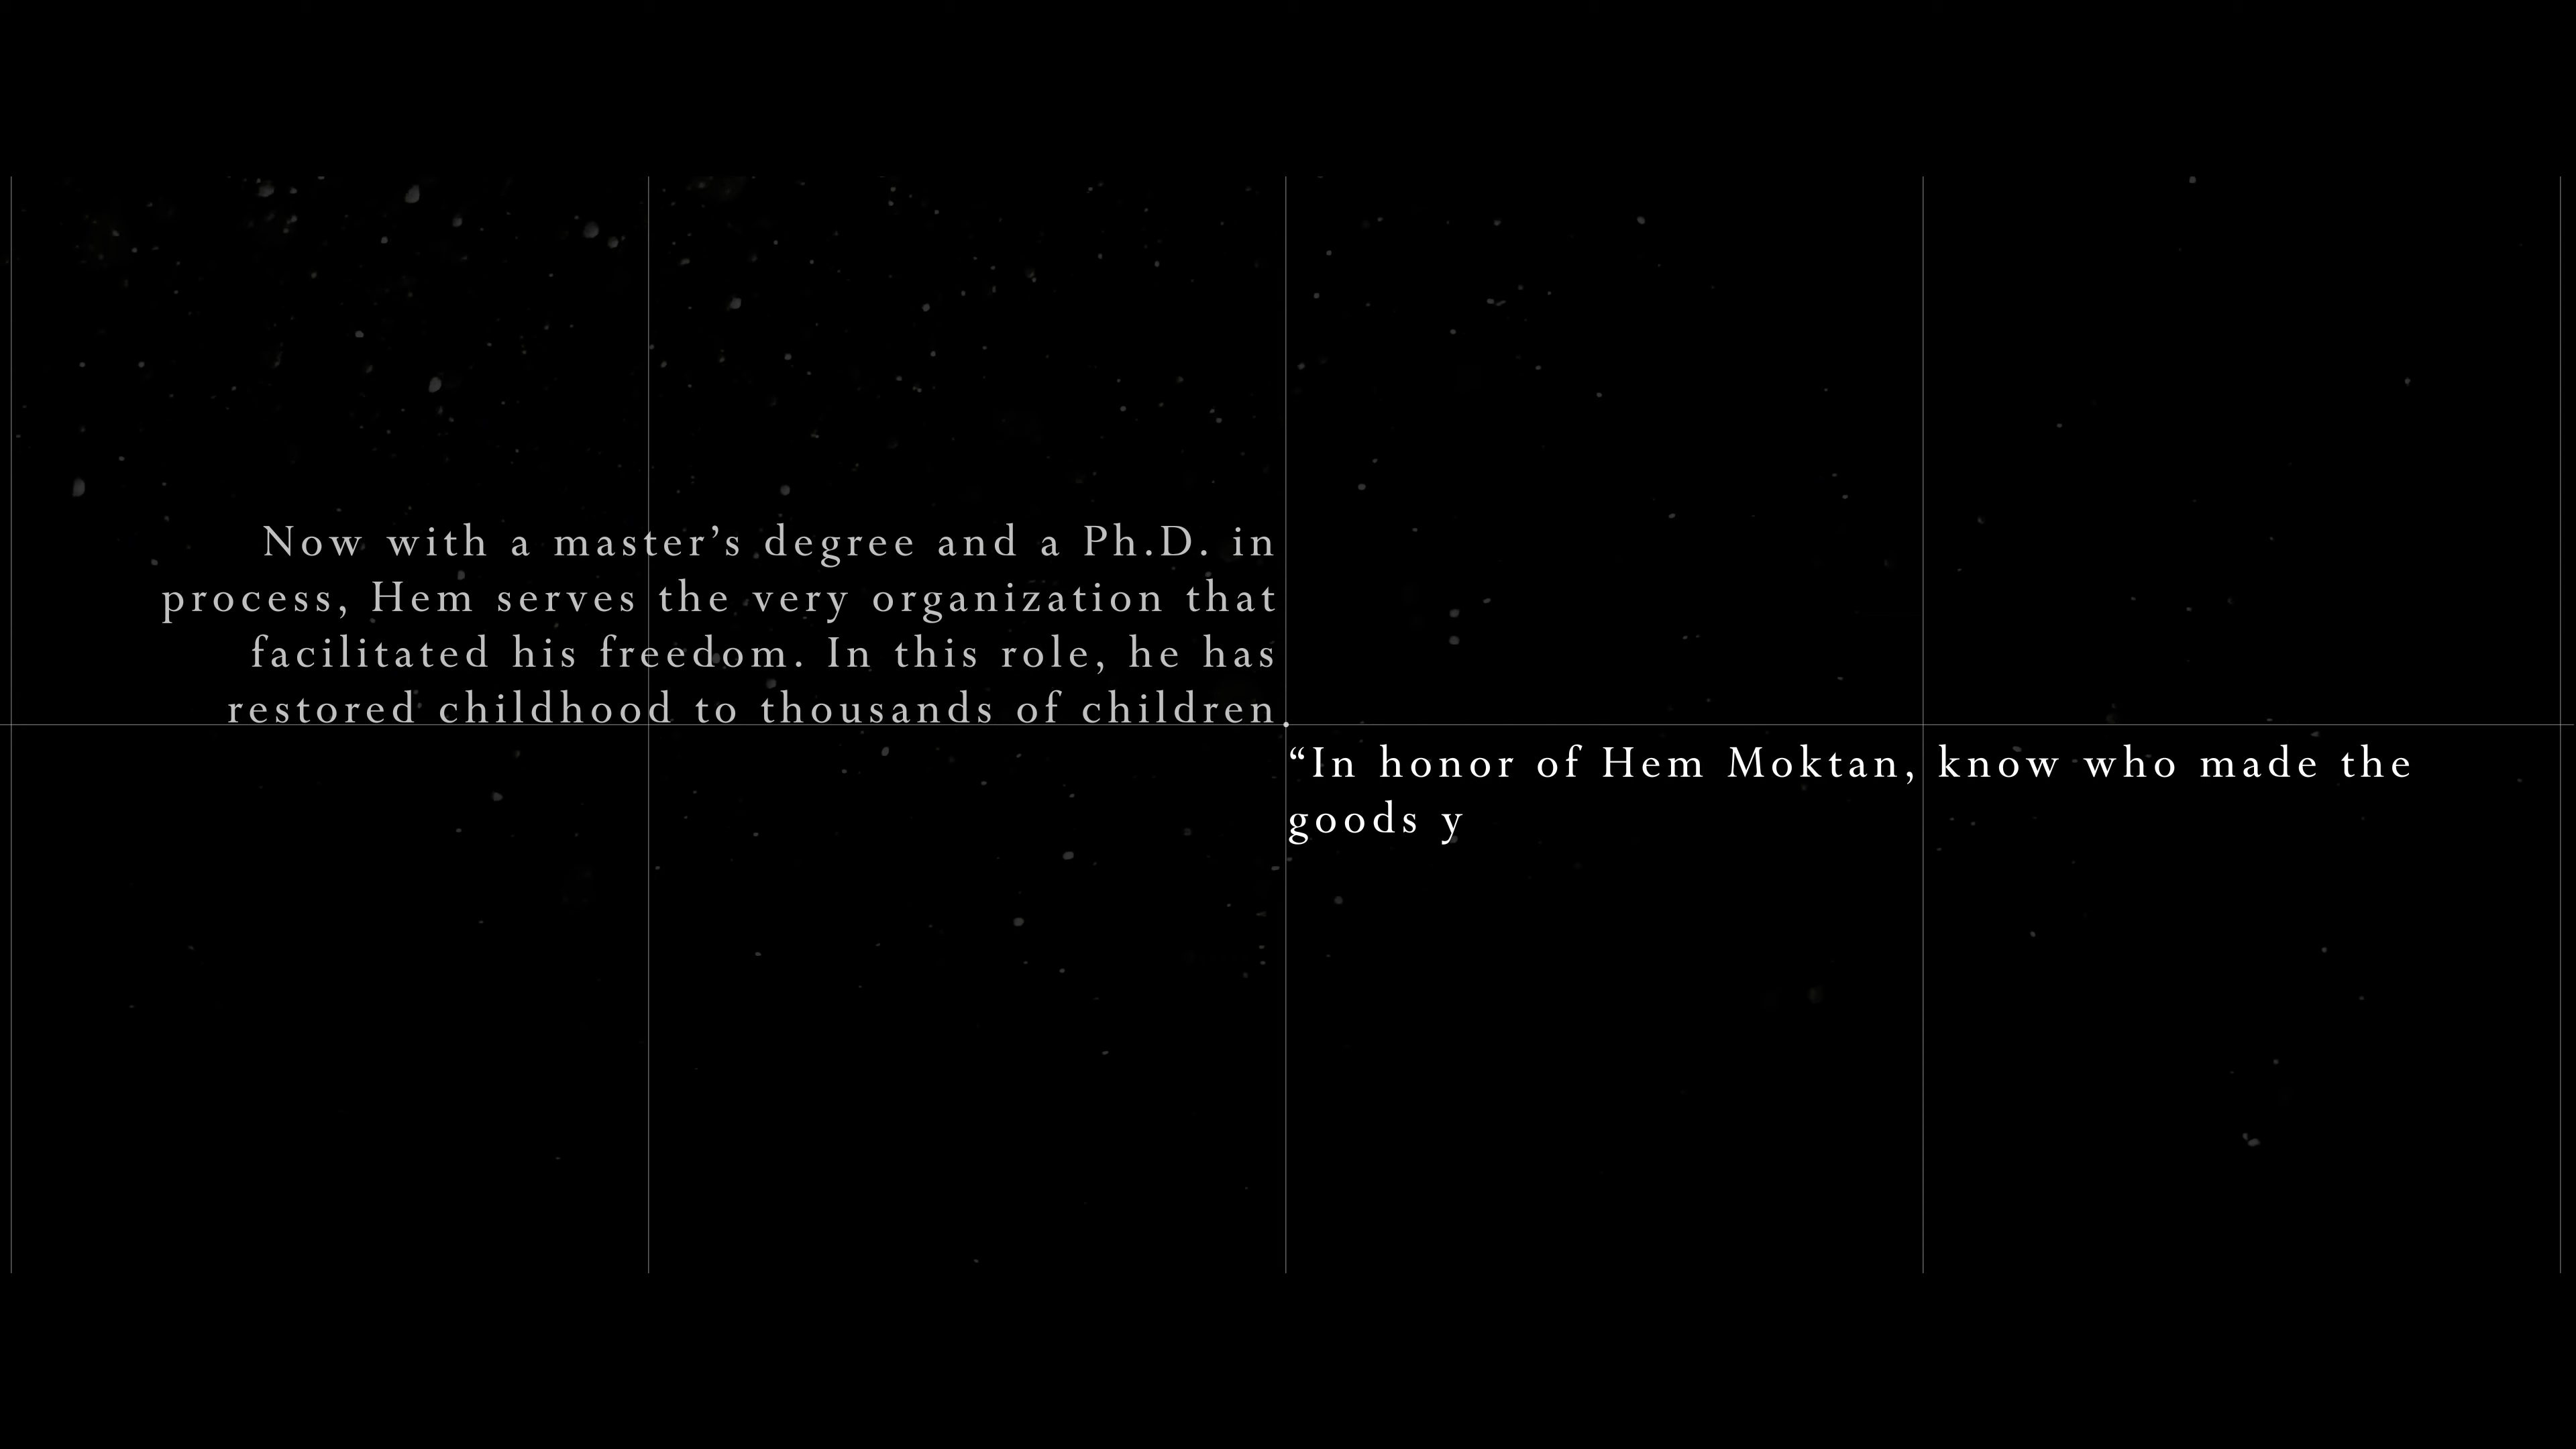 Now with a master’s degree and a Ph.D. in
process, Hem serves the very organization that
facilitated his freedom. In this role, he has
restored childhood to thousands of children
“In honor of Hem Moktan, know who made the
goods y